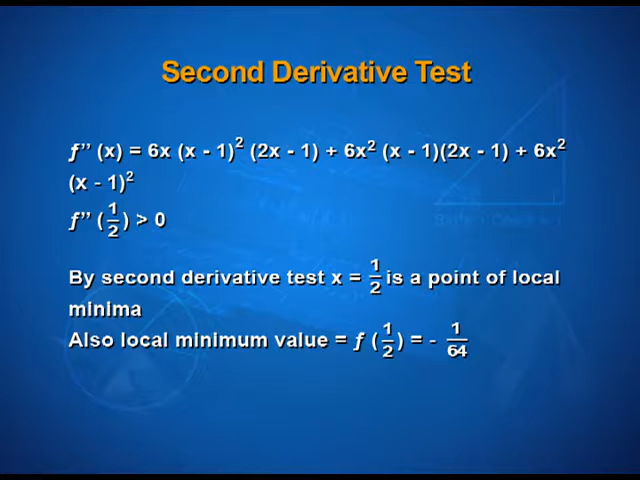 Second Derivative Test
ƒ’’ (x) = 6x (x - 1)² (2x - 1) + 6x² (x - 1)(2x - 1) + 6x²
(x - 1)²
ƒ’’ (1/2) > 0
By second derivative test x = 1/2 is a point of local
minima
Also local minimum value = ƒ (1/2) = - 1/64